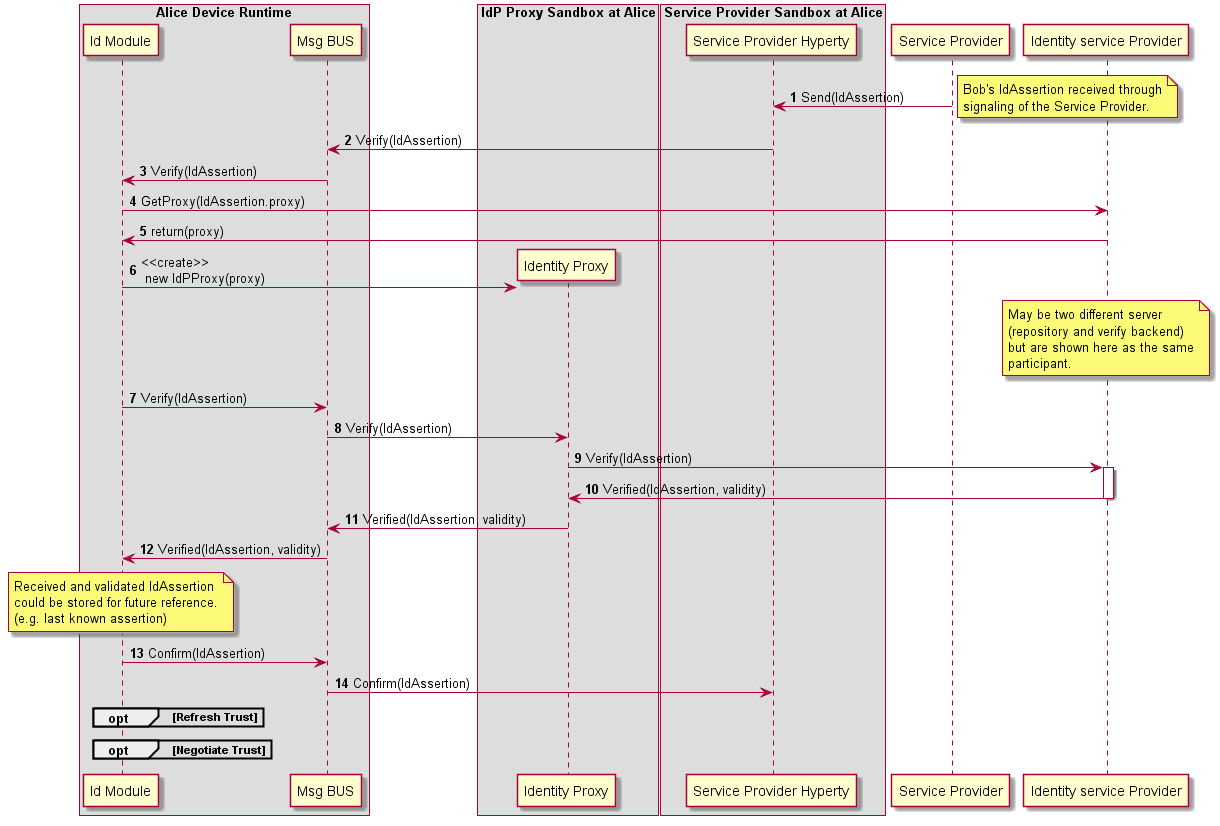 Alice Device Runtime
IdP Proxy Sandbox at Alice
Service Provider Sandbox at Alice
Id Module
Msg BUS
Service Provider Hyperty
Service Provider
Identity service Provider
Bob's IdAssertion received through
signaling of the Service Provider.
1 Send(IdAssertion)
2 Verify(IdAssertion)
3 Verify(IdAssertion)
4 GetProxy(IdAssertion.proxy)
5 return(proxy)
6 <<create>>
new IdPProxy(proxy)
Identity Proxy
May be two different server
(repository and verify backend)
but are shown here as the same
participant.
7 Verify(IdAssertion)
8 Verify(IdAssertion)
9 Verify(IdAssertion)
10 Verified(IdAssertion, validity)
11 Verified(IdAssertion, validity)
12 Verified(IdAssertion, validity)
Received and validated IdAssertion
could be stored for future reference.
(e.g. last known assertion)
13 Confirm(IdAssertion)
14 Confirm(IdAssertion)
opt [Refresh Trust]
opt [Negotiate Trust]
Id Module
Msg BUS
Identity Proxy
Service Provider Hyperty
Service Provider
Identity service Provider